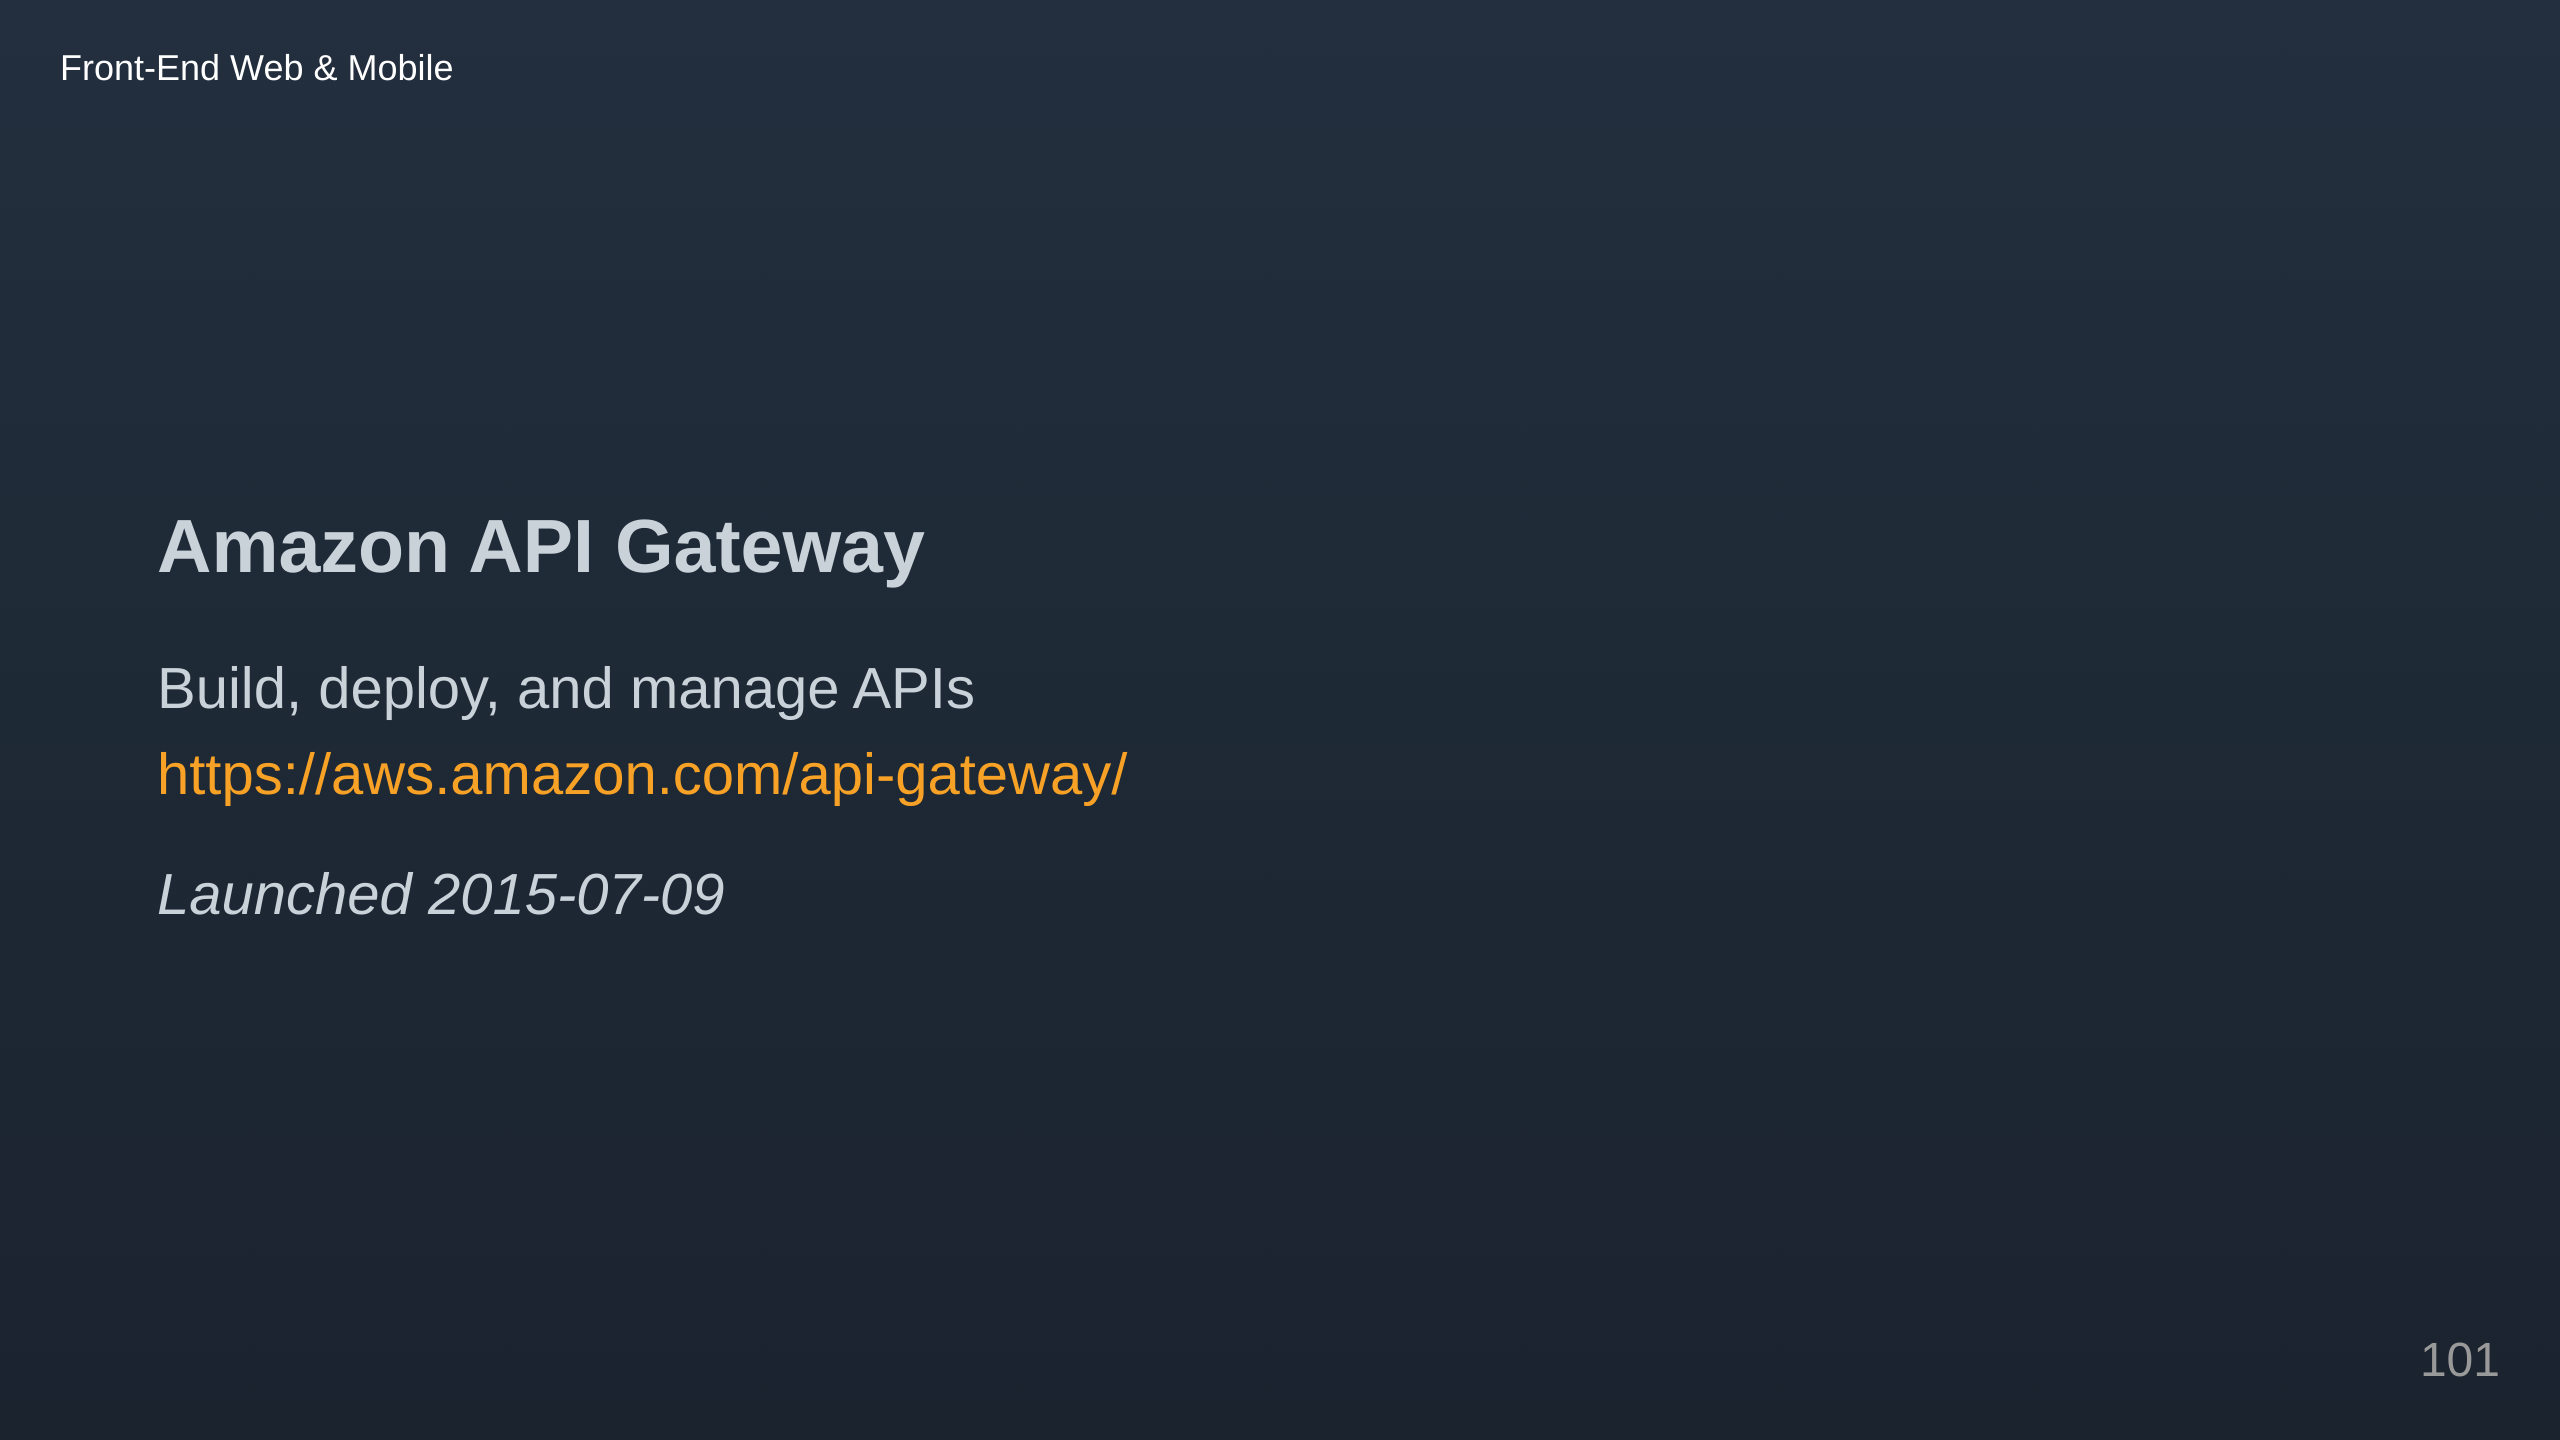 Front-End Web & Mobile
Amazon API Gateway
Build, deploy, and manage APIs
https://aws.amazon.com/api-gateway/
Launched 2015-07-09
101